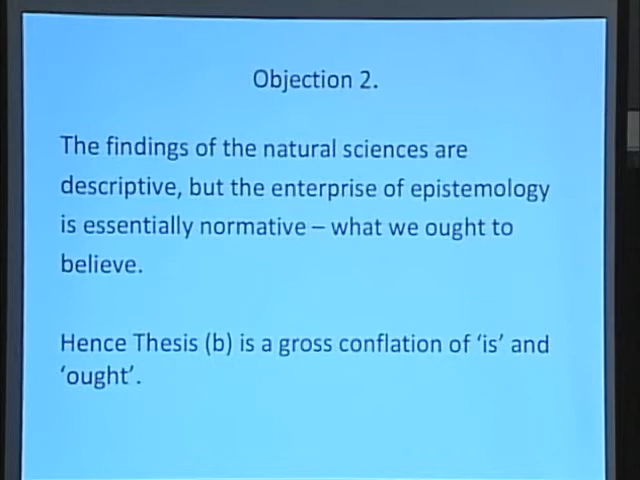 Objection 2.
The findings of the natural sciences are
descriptive, but the enterprise of epistemology
is essentially normative – what we ought to
believe.
Hence Thesis (b) is a gross conflation of ‘is’ and
‘ought’.